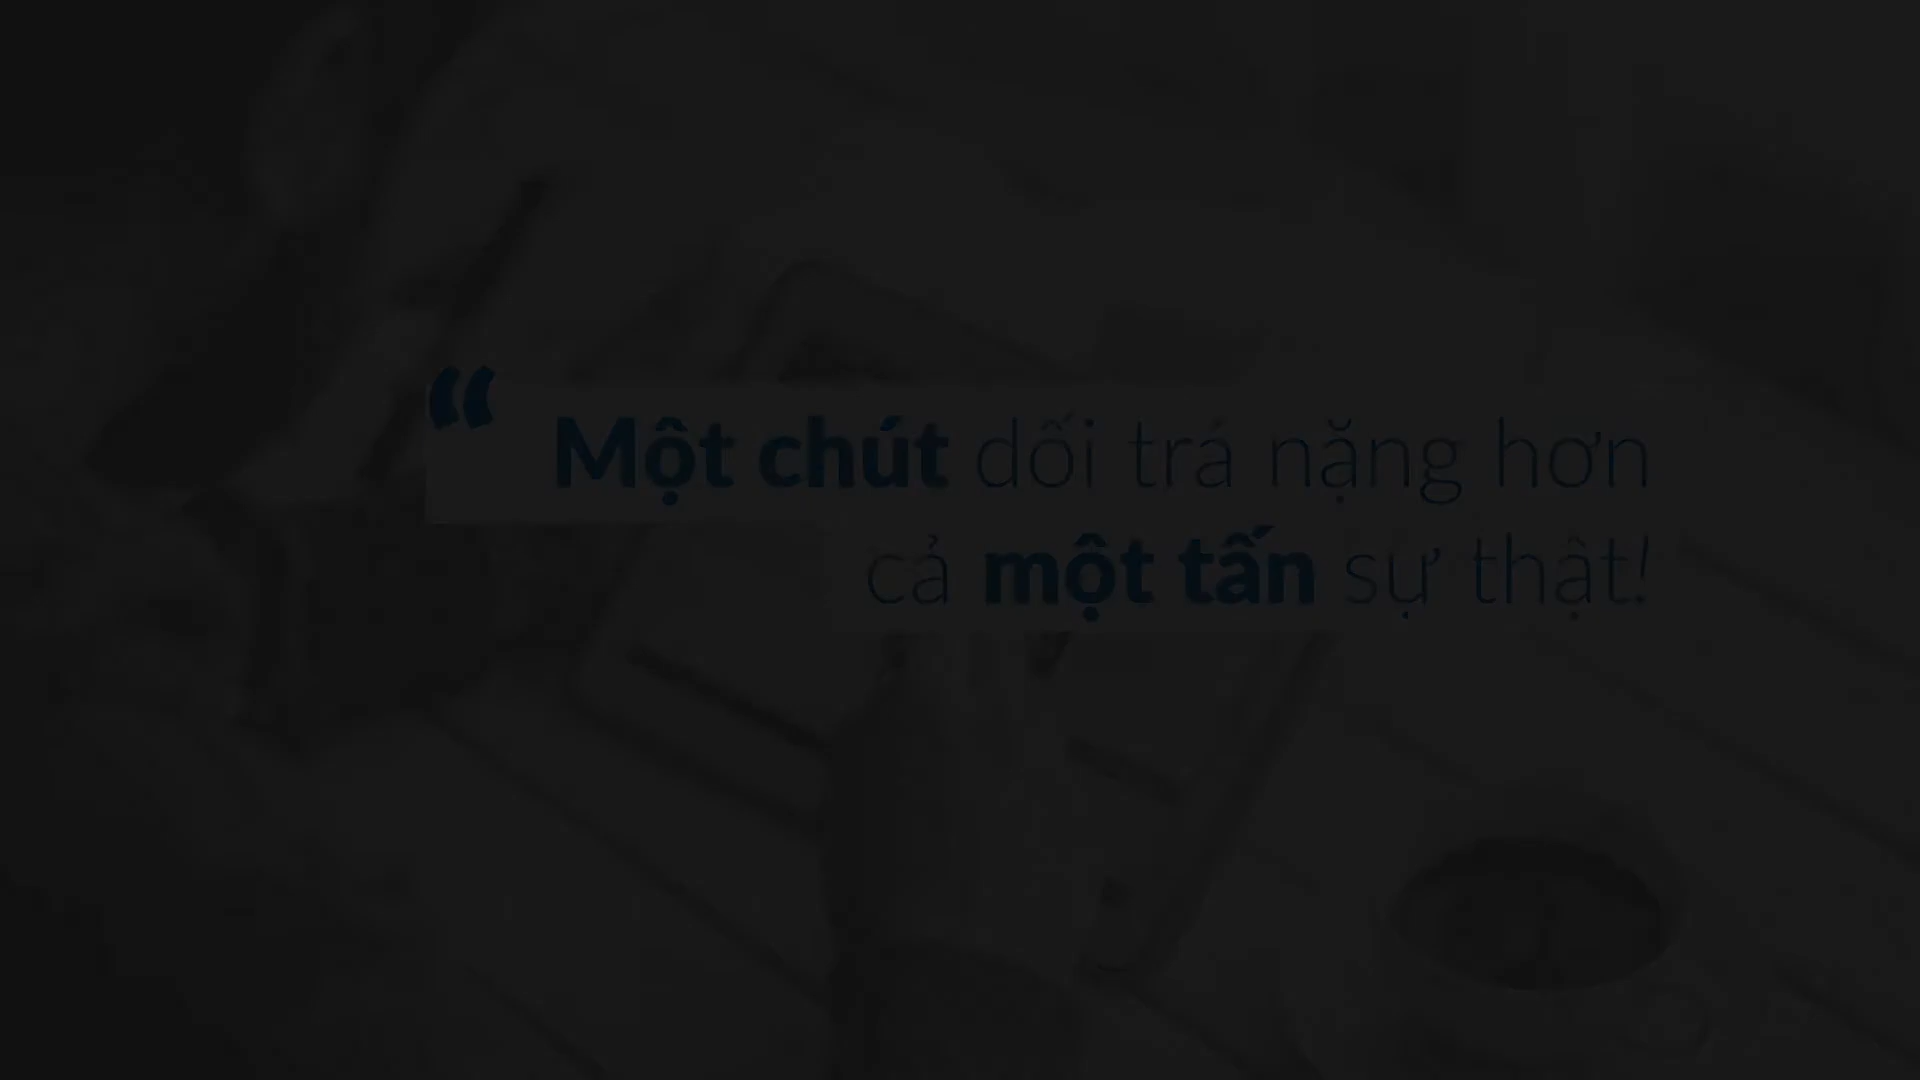 “ Một chút dối trá nặng hơn
cả một tấn sự thật!